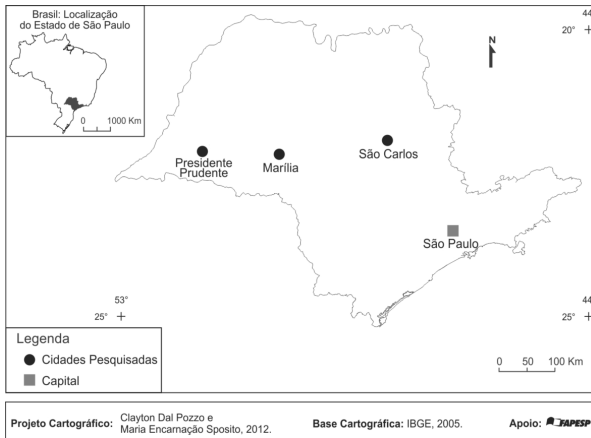 Brasil: Localização
do Estado de São Paulo
0 1000 Km
44
20°
N
Presidente
Prudente
Marília
São Carlos
São Paulo
53°
25°
44
25°
Legenda
Cidades Pesquisadas
Capital
0 50 100 Km
Projeto Cartográfico: Clayton Dal Pozzo e
Maria Encarnação Sposito, 2012.
Base Cartográfica: IBGE, 2005.
Apoio: FAPESP